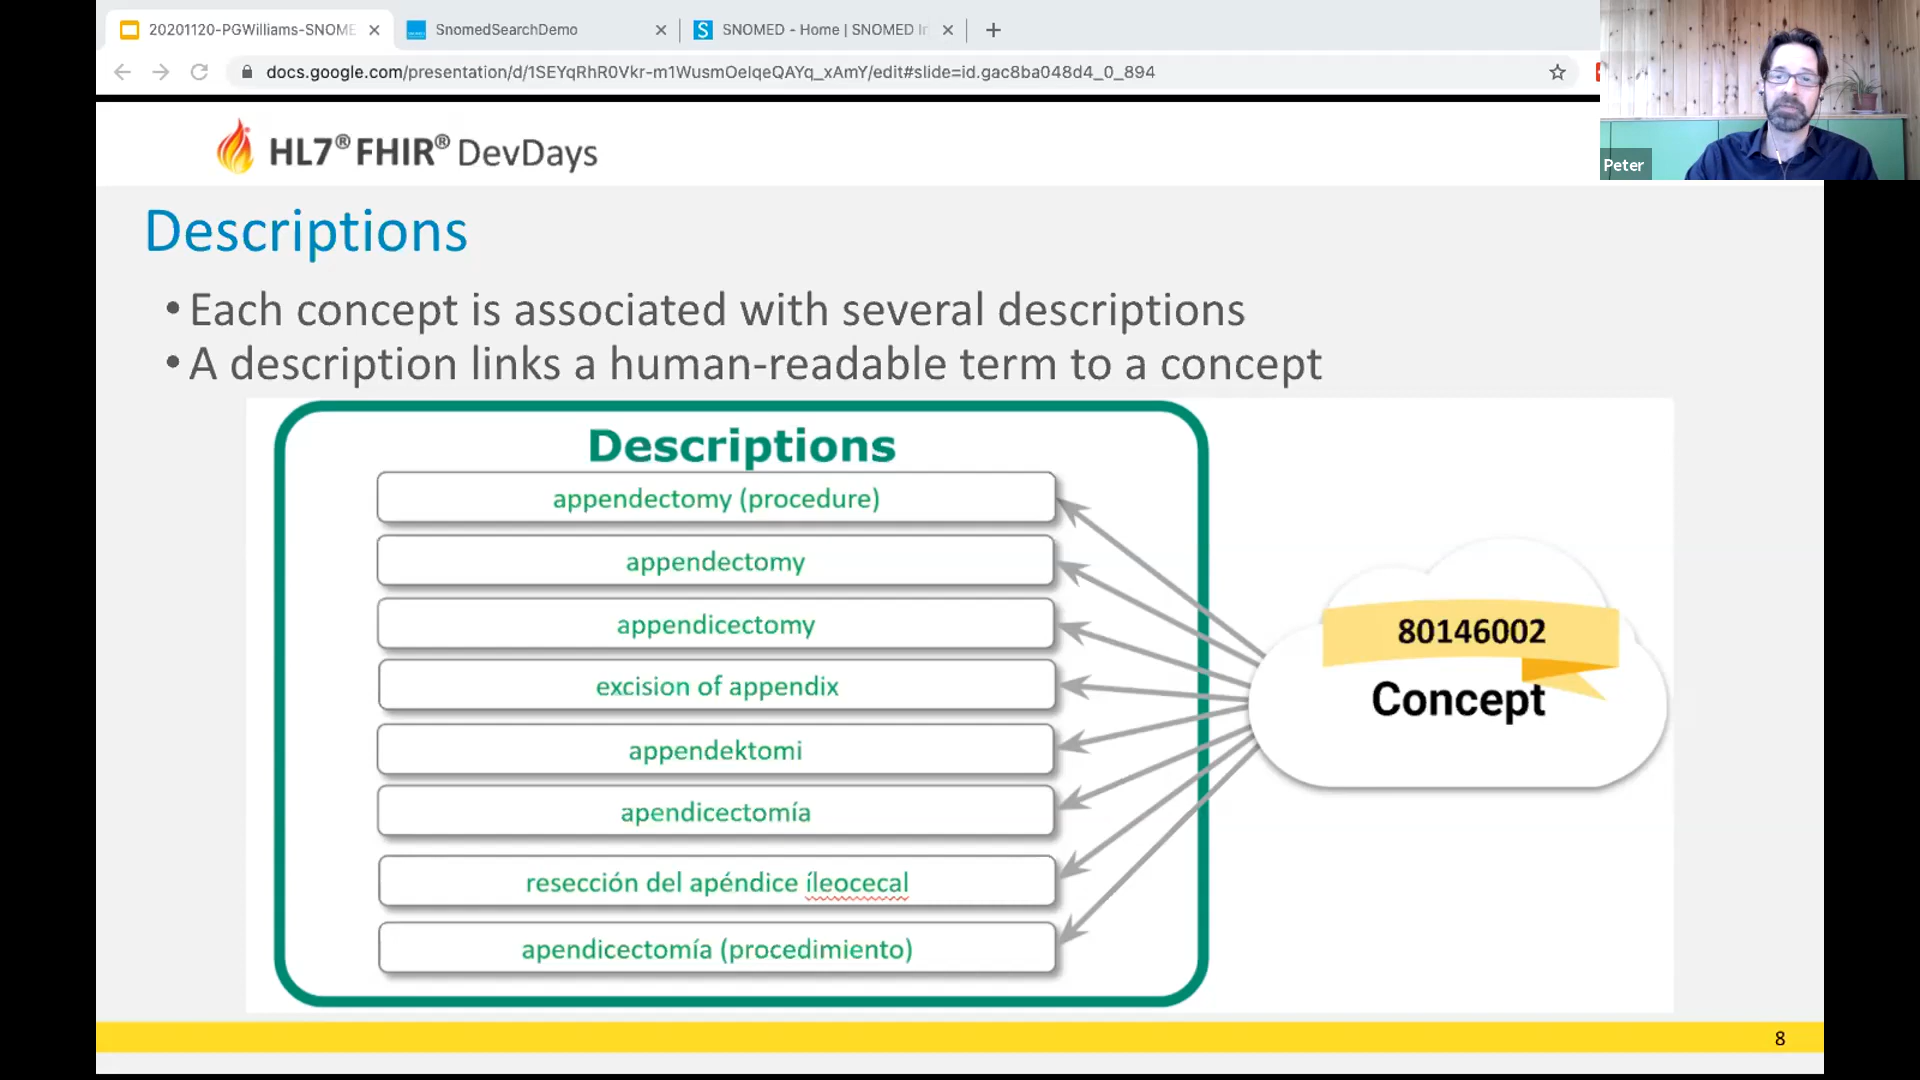 20201120-PGWilliams-SNOME
SnomedSearchDemo
SNOMED - Home | SNOMED In
docs.google.com/presentation/d/1SEYqRhR0Vkr-m1WusmOeIqeQAYq_xAmY/edit#slide=id.gac8ba048d4_0_894
Peter
HL7® FHIR® DevDays
Descriptions
• Each concept is associated with several descriptions
• A description links a human-readable term to a concept
Descriptions
appendectomy (procedure)
appendectomy
appendicectomy
excision of appendix
appendektomi
apendicectomía
resección del apéndice íleocecal
apendicectomía (procedimiento)
80146002
Concept
8